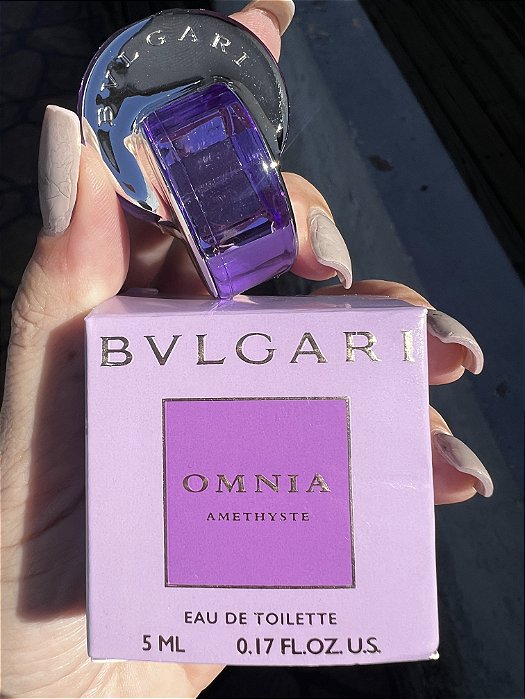 BVLGARI
BVLGARI
OMNIA
AMETHYSTE
EAU DE TOILETTE
5 ML 0.17 FL.OZ. U.S.